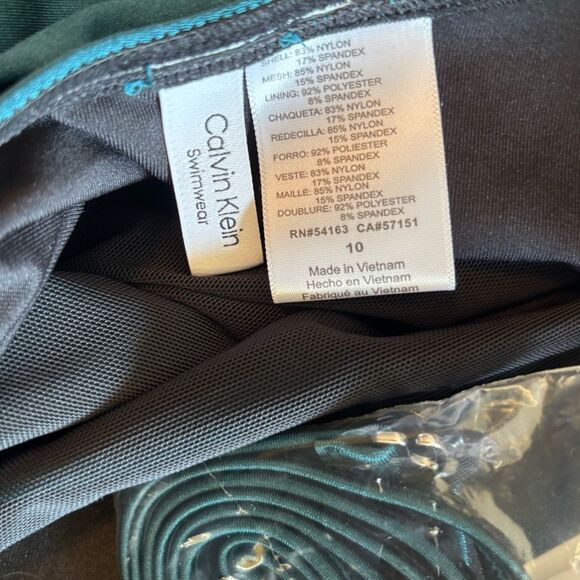 Calvin Klein
Swimwear
SHELL: 83% NYLON
17% SPANDEX
MESH: 85% NYLON
15% SPANDEX
LINING: 92% POLYESTER
8% SPANDEX
CHAQUETA: 83% NYLON
17% SPANDEX
REDECILLA: 85% NYLON
15% SPANDEX
FORRO: 92% POLIESTER
8% SPANDEX
VESTE: 83% NYLON
17% SPANDEX
MAILLE: 85% NYLON
15% SPANDEX
DOUBLURE: 92% POLYESTER
8% SPANDEX
RN#54163 CA#57151
10
Made in Vietnam
Hecho en Vietnam
Fabriqué au Vietnam